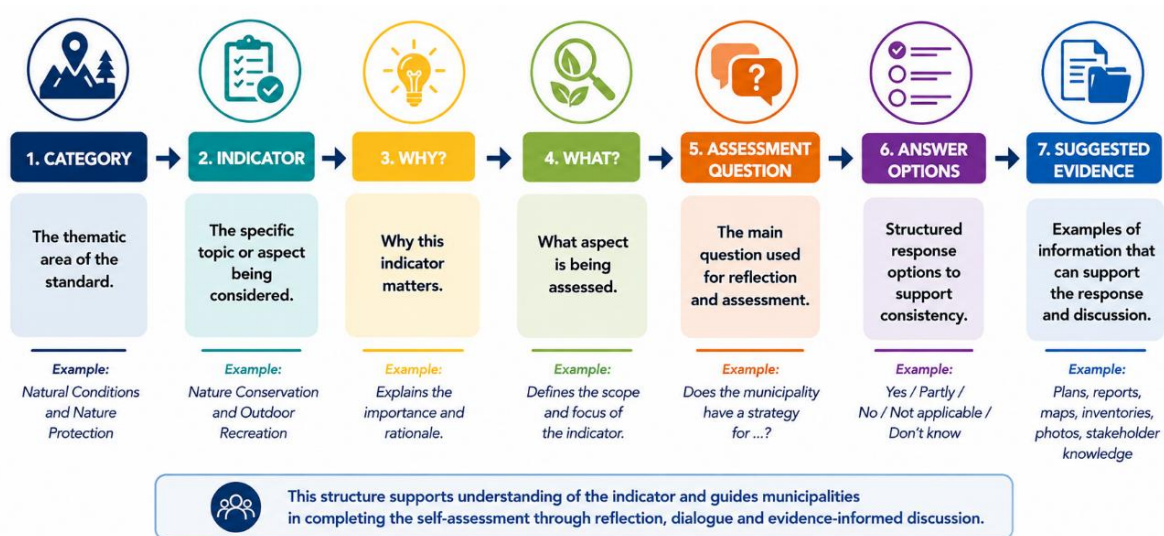 1. CATEGORY
2. INDICATOR
3. WHY?
4. WHAT?
5. ASSESSMENT
QUESTION
6. ANSWER
OPTIONS
7. SUGGESTED
EVIDENCE
The thematic
area of the
standard.
The specific
topic or aspect
being
considered.
Why this
indicator
matters.
What aspect
is being
assessed.
The main
question used
for reflection
and assessment.
Structured
response
options to
support
consistency.
Examples of
information that
can support
the response
and discussion.
Example:
Natural Conditions
and Nature
Protection
Example:
Nature Conservation
and Outdoor
Recreation
Example:
Explains the
importance and
rationale.
Example:
Defines the scope
and focus of
the indicator.
Example:
Does the municipality
have a strategy
for ...?
Example:
Yes / Partly /
No / Not applicable /
Don't know
Example:
Plans, reports,
maps, inventories,
photos, stakeholder
knowledge
This structure supports understanding of the indicator and guides municipalities
in completing the self-assessment through reflection, dialogue and evidence-informed discussion.